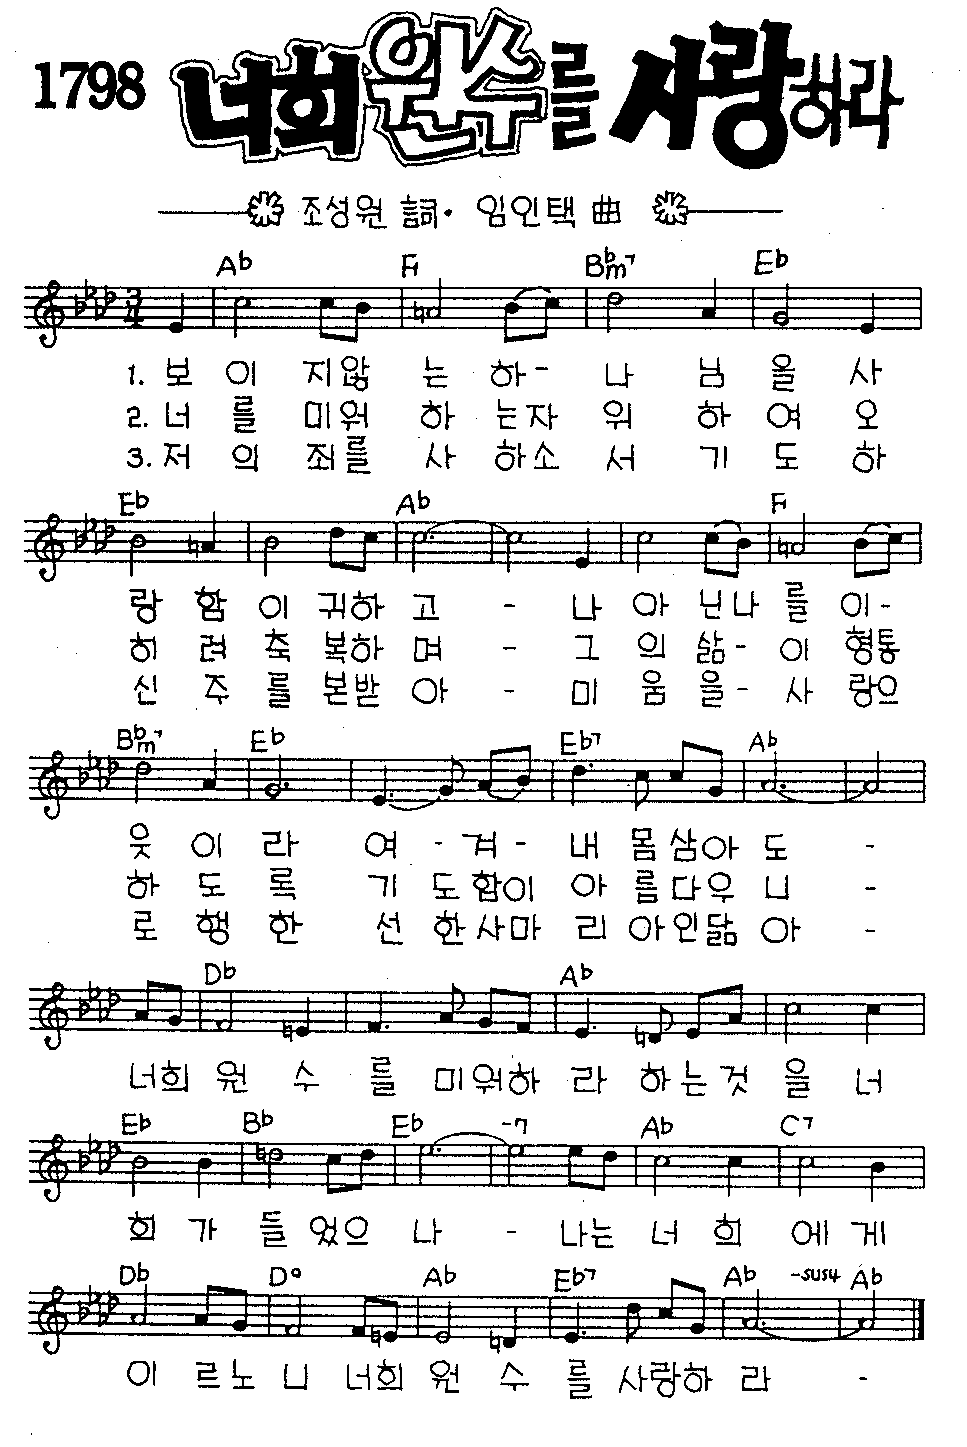 1798 너희 원수를 사랑하라
조성원 詞· 임인택 曲
Ab F7 Bbm7 Eb
1. 보 이 지않 는 하- 나 님 을 사
2. 너 를 미워 하 는자 위 하 여 오
3. 저 의 죄를 사 하소 서 기 도 하
Eb Ab F7
랑 함 이 귀하 고 - 나 아 닌나 를 이-
히 려 축 복하 며 - 그 의 삶- 이 형통
신 주 를 본받 아 - 미 움 을- 사 랑으
Bbm7 Eb Eb7 Ab
웃 이 라 여 - 겨 - 내 몸 삼아 도 -
하 도 록 기 도 함이 아 름다우 니 -
로 행 한 선 한사마 리 아인닮 아 -
Db Ab
너희 원 수 를 미워하 라 하는것 을 너
Eb Bb Eb -7 Ab C7
희 가 들 었으 나 - 나는 너 희 에게
Db D° Ab Eb7 Ab -sus4 Ab
이 르노 니 너희 원 수 를 사랑하 라 -